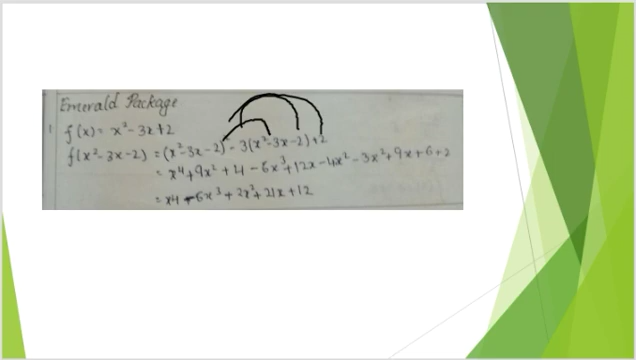 Emerald Package
1 f(x) = x² - 3x + 2
f(x² - 3x - 2) = (x² - 3x - 2)² - 3(x² - 3x - 2) + 2
= x⁴ + 9x² + 4 - 6x³ + 12x - 4x² - 3x² + 9x + 6 + 2
= x⁴ - 6x³ + 2x² + 21x + 12